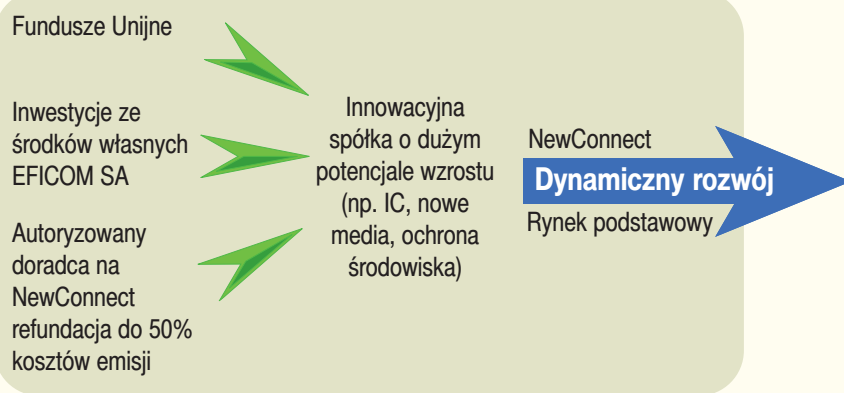 Fundusze Unijne
Inwestycje ze
środków własnych
EFICOM SA
Autoryzowany
doradca na
NewConnect
refundacja do 50%
kosztów emisji
Innowacyjna
spółka o dużym
potencjale wzrostu
(np. IC, nowe
media, ochrona
środowiska)
NewConnect
Dynamiczny rozwój
Rynek podstawowy